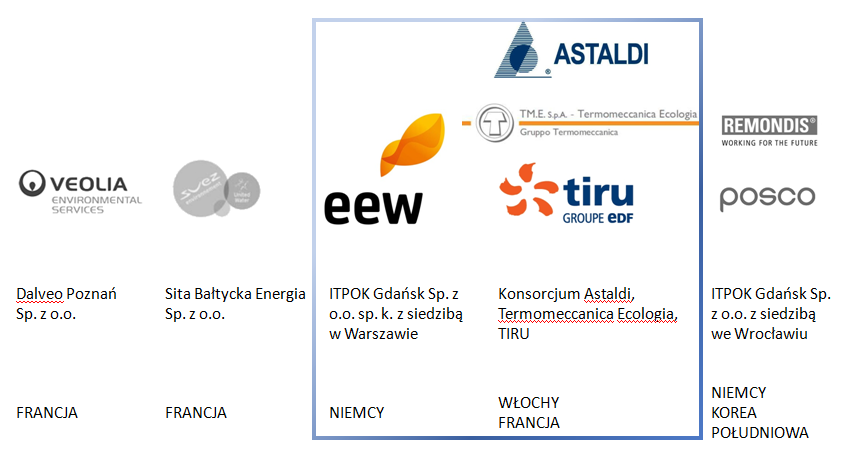 VEOLIA
ENVIRONMENTAL
SERVICES
Dalveo Poznań
Sp. z o.o.
FRANCJA
suez
environnement
United
Water
Sita Bałtycka Energia
Sp. z o.o.
FRANCJA
eew
ITPOK Gdańsk Sp. z
o.o. sp. k. z siedzibą
w Warszawie
NIEMCY
ASTALDI
®
TM.E. S.p.A. - Termomeccanica Ecologia
Gruppo Termomeccanica
T
tiru
GROUPE eDF
Konsorcjum Astaldi,
Termomeccanica Ecologia,
TIRU
WŁOCHY
FRANCJA
REMONDIS®
WORKING FOR THE FUTURE
posco
ITPOK Gdańsk Sp.
z o.o. z siedzibą
we Wrocławiu
NIEMCY
KOREA
POŁUDNIOWA